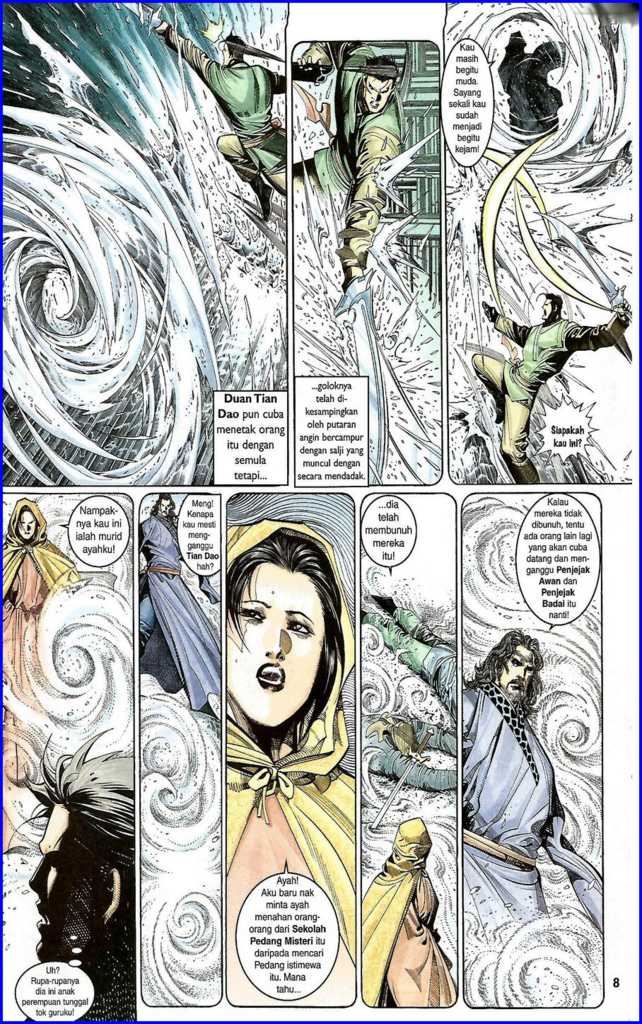 Duan Tian
Dao pun cuba
menetak orang
itu dengan
semula
tetapi...
...goloknya
telah di-
kesampingkan
oleh putaran
angin bercampur
dengan salji yang
muncul dengan
secara mendadak.
Kau
masih
begitu
muda.
Sayang
sekali kau
sudah
menjadi
begitu
kejam!
Siapakah
kau ini?
Nampak-
nya kau ini
ialah murid
ayahku!
Uh?
Rupa-rupanya
dia ini anak
perempuan tunggal
tok guruku!
Meng!
Kenapa
kau mesti
meng-
ganggu
Tian Dao
hah?
Ayah!
Aku baru nak
minta ayah
menahan orang-
orang dari Sekolah
Pedang Misteri itu
daripada mencari
Pedang istimewa
itu. Mana
tahu...
...dia
telah
membunuh
mereka
itu!
Kalau
mereka tidak
dibunuh, tentu
ada orang lain lagi
yang akan cuba
datang dan men-
ganggu Penjejak
Awan dan
Penjejak
Badai itu
nanti!
8